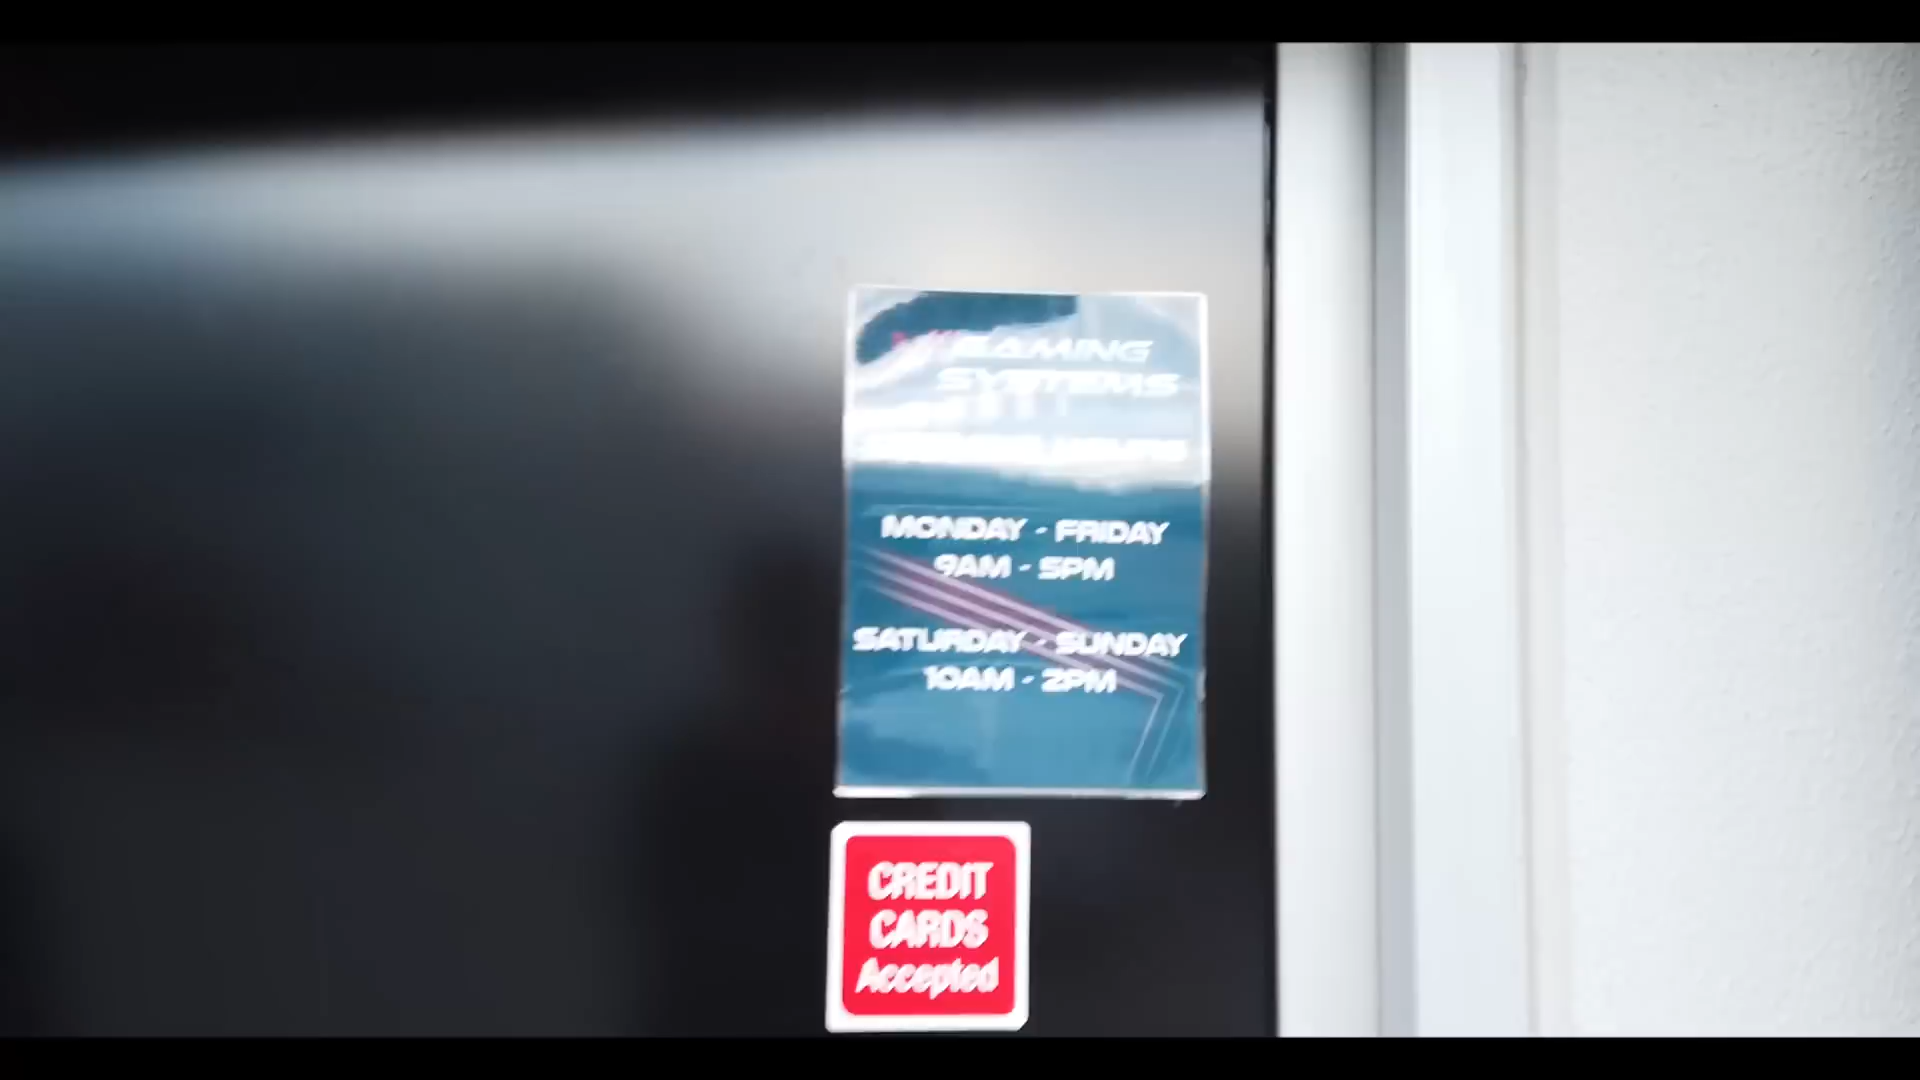 GAMING
SYSTEMS
MONDAY - FRIDAY
9AM - 5PM
SATURDAY - SUNDAY
10AM - 2PM
CREDIT
CARDS
Accepted